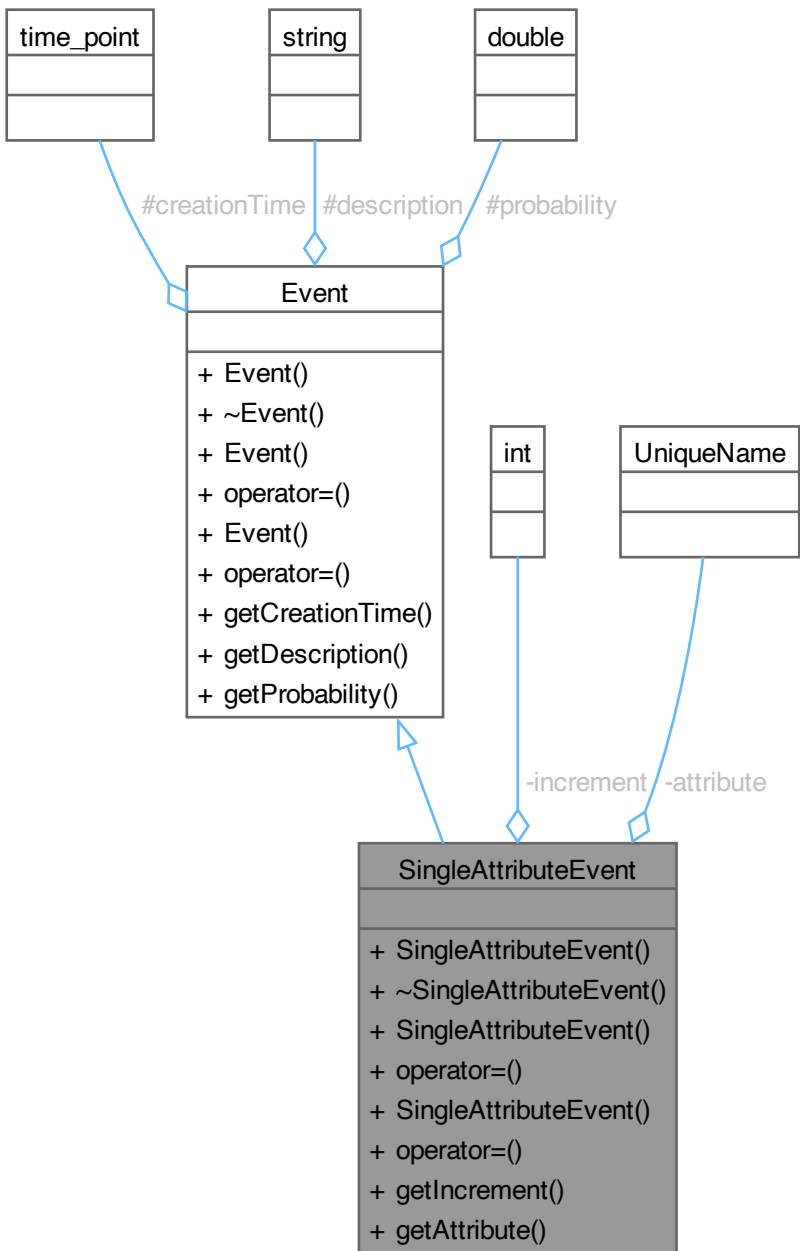 time_point
string
double
#creationTime
#description
#probability
Event
+ Event()
+ ~Event()
+ Event()
+ operator=()
+ Event()
+ operator=()
+ getCreationTime()
+ getDescription()
+ getProbability()
int
UniqueName
-increment
-attribute
SingleAttributeEvent
+ SingleAttributeEvent()
+ ~SingleAttributeEvent()
+ SingleAttributeEvent()
+ operator=()
+ SingleAttributeEvent()
+ operator=()
+ getIncrement()
+ getAttribute()